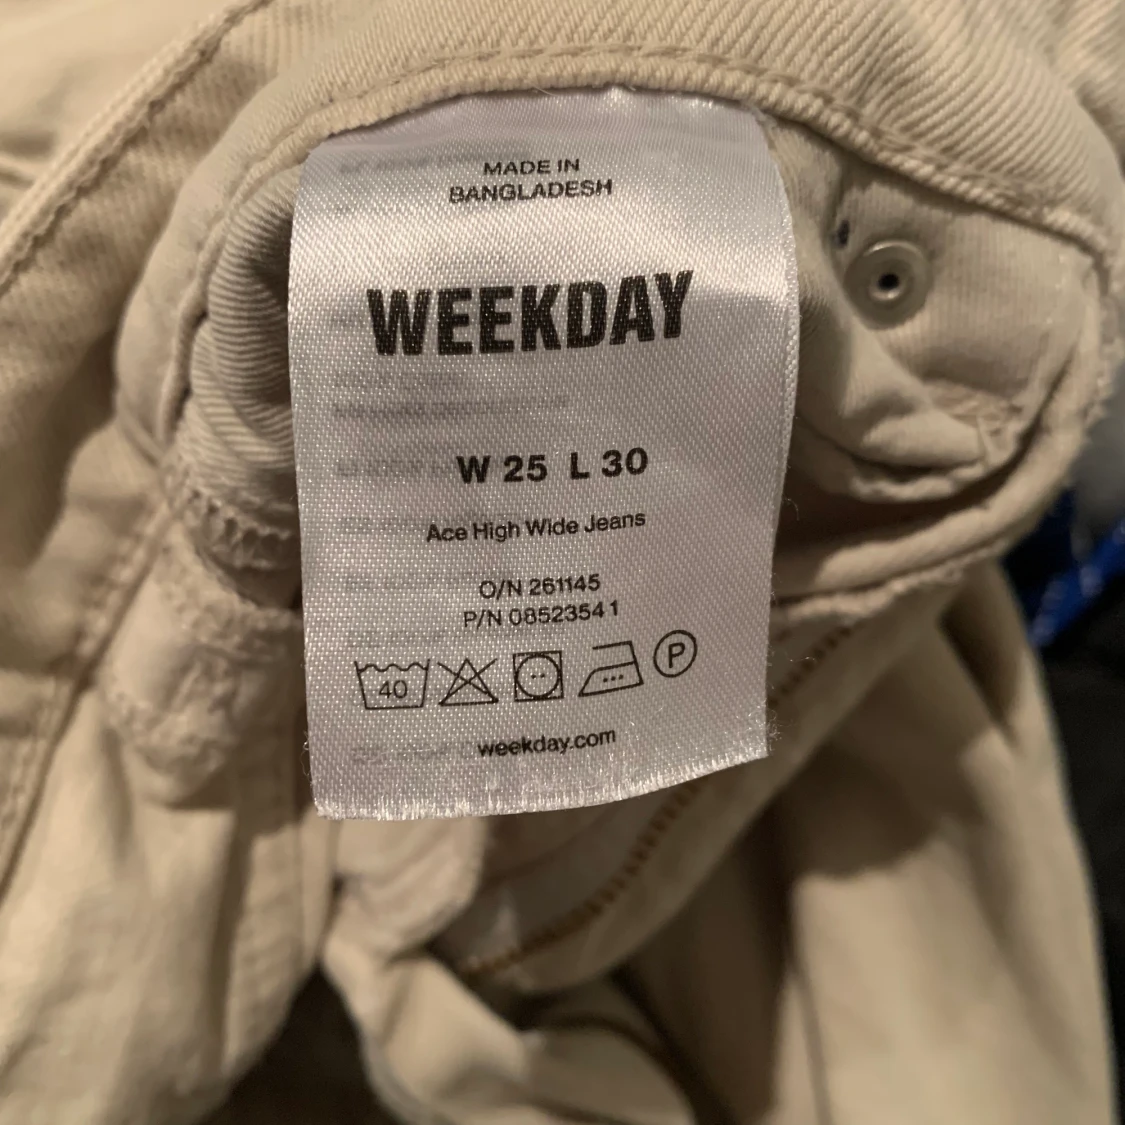 MADE IN
BANGLADESH
WEEKDAY
W 25 L 30
Ace High Wide Jeans
O/N 261145
P/N 08523541
40
P
weekday.com